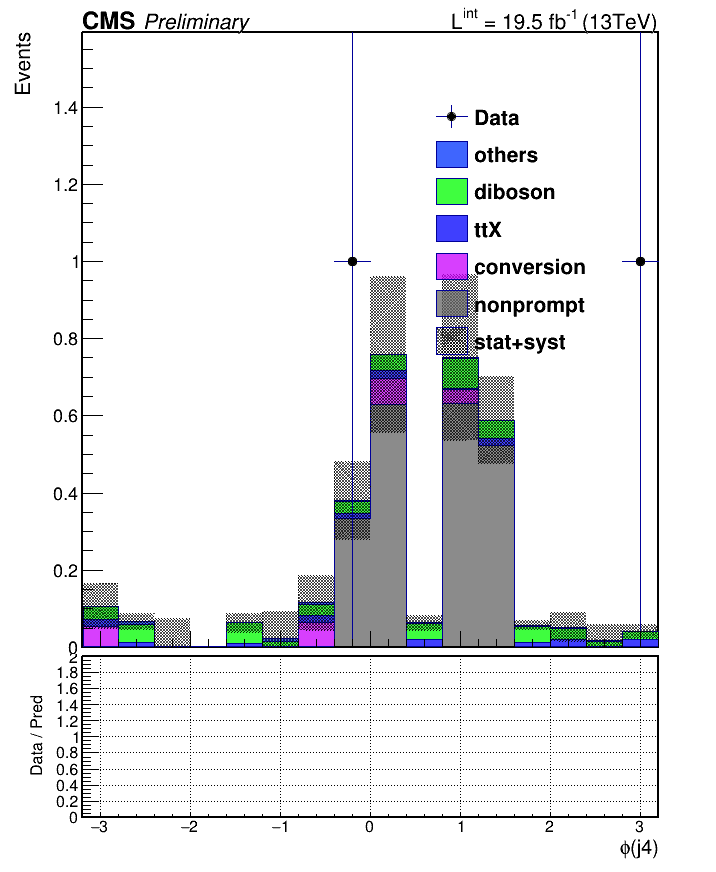 CMS Preliminary
L^int = 19.5 fb^-1 (13TeV)
Events
1.4
1.2
1
0.8
0.6
0.4
0.2
0
Data
others
diboson
ttX
conversion
nonprompt
stat+syst
Data / Pred
2
1.8
1.6
1.4
1.2
1
0.8
0.6
0.4
0.2
0
−3 −2 −1 0 1 2 3
ϕ(j4)